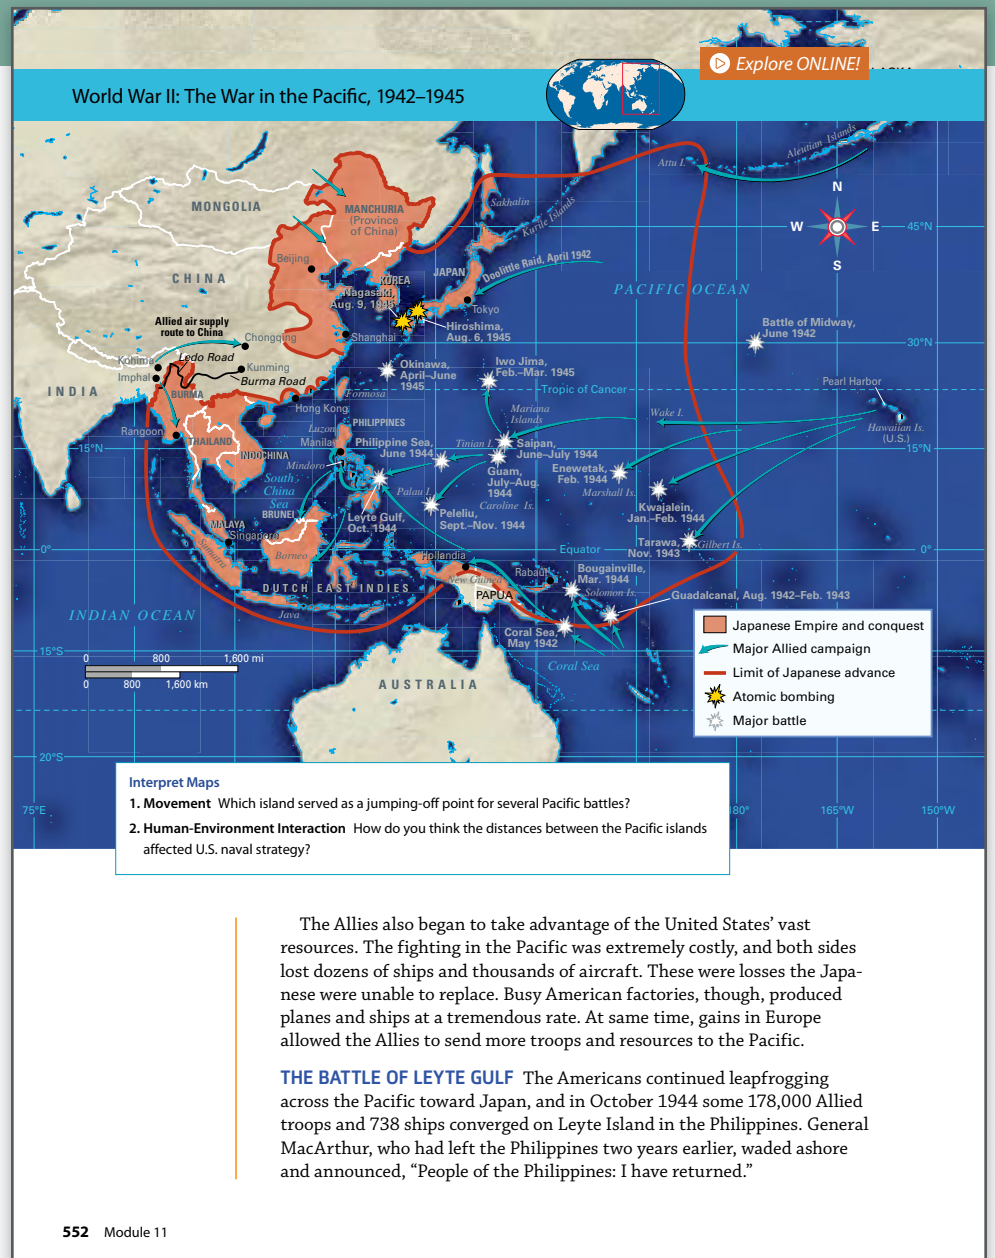 Explore ONLINE!
World War II: The War in the Pacific, 1942–1945
Attu I.
Aleutian Islands
N
W
E
S
45°N
MONGOLIA
MANCHURIA
(Province
of China)
Sakhalin
Kurile Islands
CHINA
Beijing
KOREA
JAPAN
Doolittle Raid, April 1942
PACIFIC OCEAN
Nagasaki,
Aug. 9, 1945
Tokyo
Hiroshima,
Aug. 6, 1945
Battle of Midway,
June 1942
30°N
Allied air supply
route to China
Chongqing
Shanghai
Kohima
Ledo Road
Imphal
Kunming
Burma Road
INDIA
BURMA
Okinawa,
April–June
1945
Iwo Jima,
Feb.–Mar. 1945
Tropic of Cancer
Pearl Harbor
Formosa
Hong Kong
Mariana
Islands
Wake I.
Hawaiian Is.
(U.S.)
Rangoon
THAILAND
15°N
INDOCHINA
Luzon
PHILIPPINES
Manila
Mindoro
Philippine Sea,
June 1944
Tinian I.
Saipan,
June–July 1944
Guam,
July–Aug.
1944
Enewetak,
Feb. 1944
Marshall Is.
15°N
South
China
Sea
BRUNEI
Palau I.
Caroline Is.
Kwajalein,
Jan.–Feb. 1944
Leyte Gulf,
Oct. 1944
Peleliu,
Sept.–Nov. 1944
MALAYA
Singapore
Sumatra
Borneo
0°
Tarawa,
Nov. 1943
Gilbert Is.
0°
Equator
Hollandia
New Guinea
PAPUA
Rabaul
Bougainville,
Mar. 1944
Solomon Is.
Guadalcanal, Aug. 1942–Feb. 1943
DUTCH EAST INDIES
INDIAN OCEAN
Java
Coral Sea,
May 1942
Coral Sea
15°S
0 800 1,600 mi
0 800 1,600 km
AUSTRALIA
Japanese Empire and conquest
Major Allied campaign
Limit of Japanese advance
Atomic bombing
Major battle
20°S
75°E
180°
165°W
150°W
Interpret Maps
1. Movement Which island served as a jumping-off point for several Pacific battles?
2. Human-Environment Interaction How do you think the distances between the Pacific islands
affected U.S. naval strategy?
The Allies also began to take advantage of the United States’ vast
resources. The fighting in the Pacific was extremely costly, and both sides
lost dozens of ships and thousands of aircraft. These were losses the Japa-
nese were unable to replace. Busy American factories, though, produced
planes and ships at a tremendous rate. At same time, gains in Europe
allowed the Allies to send more troops and resources to the Pacific.
THE BATTLE OF LEYTE GULF The Americans continued leapfrogging
across the Pacific toward Japan, and in October 1944 some 178,000 Allied
troops and 738 ships converged on Leyte Island in the Philippines. General
MacArthur, who had left the Philippines two years earlier, waded ashore
and announced, “People of the Philippines: I have returned.”
552 Module 11